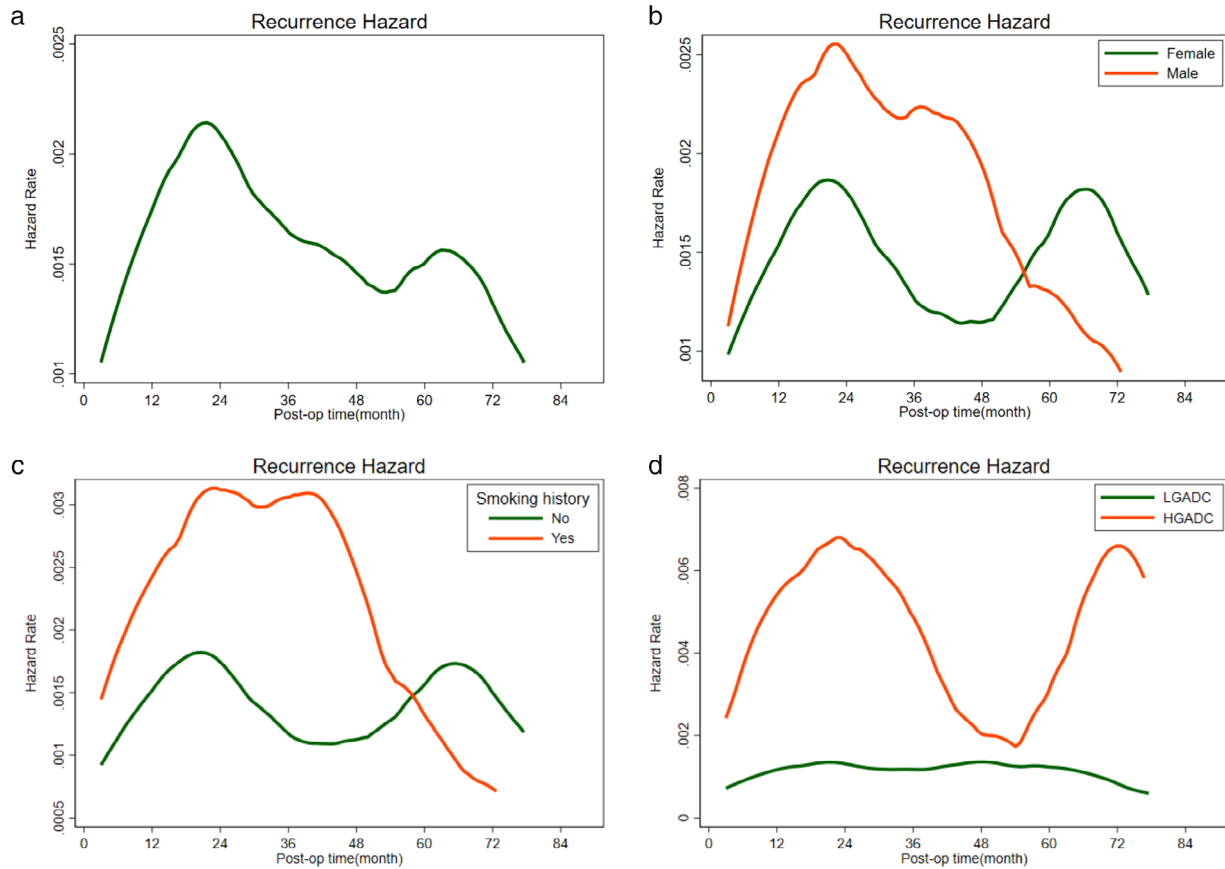 a
Recurrence Hazard
Hazard Rate
.0025
.002
.0015
.001
0 12 24 36 48 60 72 84
Post-op time(month)
b
Recurrence Hazard
Female
Male
Hazard Rate
.0025
.002
.0015
.001
0 12 24 36 48 60 72 84
Post-op time(month)
c
Recurrence Hazard
Smoking history
No
Yes
Hazard Rate
.003
.0025
.002
.0015
.001
.0005
0 12 24 36 48 60 72 84
Post-op time(month)
d
Recurrence Hazard
LGADC
HGADC
Hazard Rate
.008
.006
.004
.002
0
0 12 24 36 48 60 72 84
Post-op time(month)